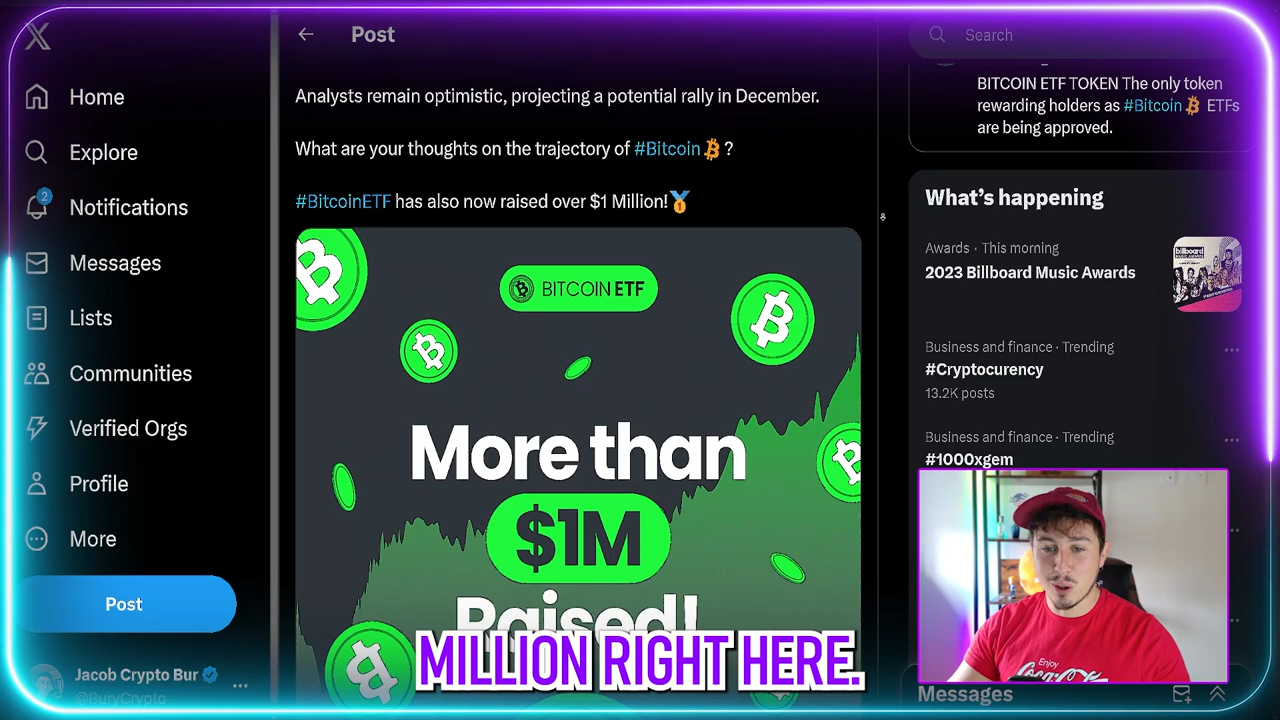 Home
Explore
2
Notifications
Messages
Lists
Communities
Verified Orgs
Profile
More
Post
Jacob Crypto Bur
@BuryCrypto
Post
Analysts remain optimistic, projecting a potential rally in December.
What are your thoughts on the trajectory of #Bitcoin ?
#BitcoinETF has also now raised over $1 Million!
BITCOIN ETF
More than
$1M
Raised!
MILLION RIGHT HERE.
Search
BITCOIN ETF TOKEN The only token
rewarding holders as #Bitcoin ETFs
are being approved.
What's happening
Awards · This morning
2023 Billboard Music Awards
Business and finance · Trending
#Cryptocurency
13.2K posts
Business and finance · Trending
#1000xgem
Enjoy
Messages